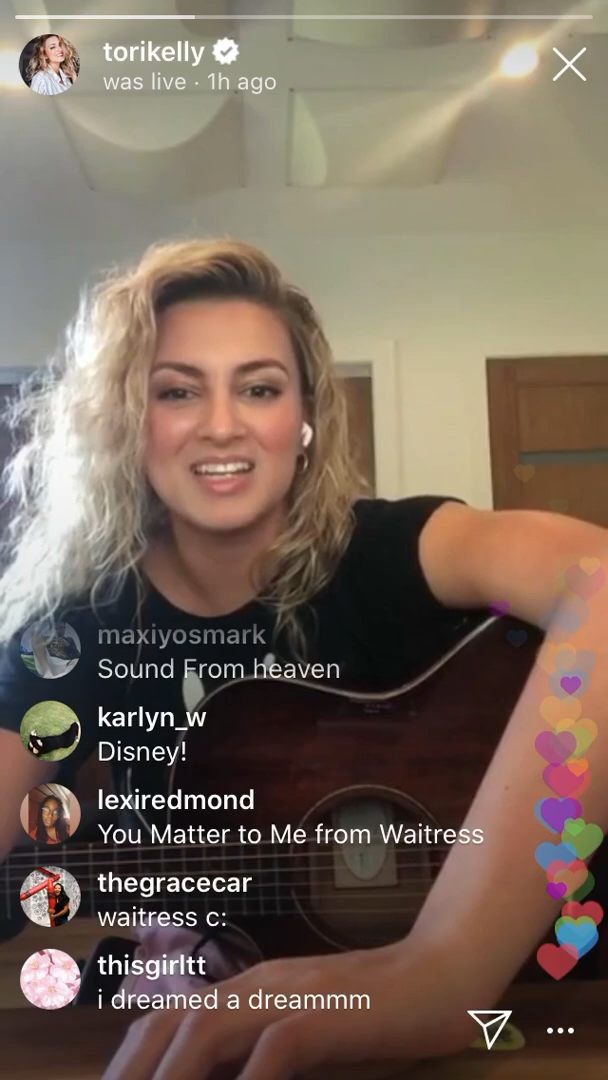 torikelly
was live · 1h ago
maxiyosmark
Sound From heaven
karlyn_w
Disney!
lexiredmond
You Matter to Me from Waitress
thegracecar
waitress c:
thisgirltt
i dreamed a dreammm